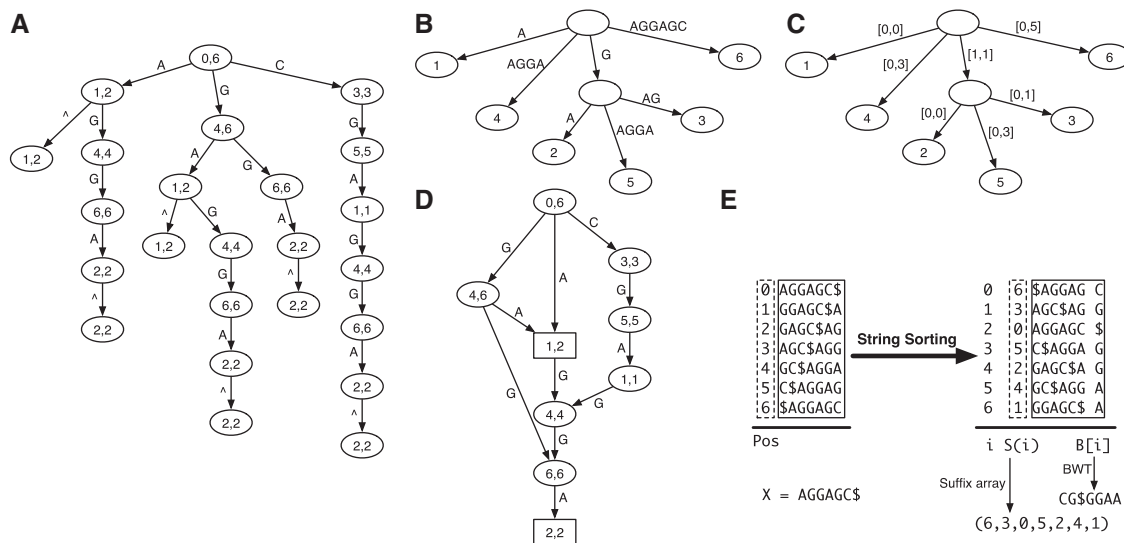 A
0,6
A
G
C
1,2
4,6
3,3
^
G
A
G
G
1,2
4,4
1,2
6,6
5,5
G
^
G
A
A
6,6
1,2
4,4
2,2
1,1
A
G
^
G
2,2
6,6
2,2
4,4
^
A
G
2,2
2,2
6,6
^
A
2,2
2,2
^
2,2
B
A
AGGA
G
AGGAGC
1
4
6
A
AGGA
AG
2
5
3
C
[0,0]
[0,3]
[1,1]
[0,5]
1
4
6
[0,0]
[0,3]
[0,1]
2
5
3
D
0,6
G
A
C
4,6
3,3
A
G
1,2
5,5
G
G
A
1,1
G
4,4
G
6,6
A
2,2
E
0 AGGAGC$
1 GGAGC$A
2 GAGC$AG
3 AGC$AGG
4 GC$AGGA
5 C$AGGAG
6 $AGGAGC
Pos
X = AGGAGC$
String Sorting
0 6 $AGGAG C
1 3 AGC$AG G
2 0 AGGAGC $
3 5 C$AGGA G
4 2 GAGC$A G
5 4 GC$AGG A
6 1 GGAGC$ A
i S(i) B[i]
Suffix array
BWT
CG$GGAA
(6,3,0,5,2,4,1)